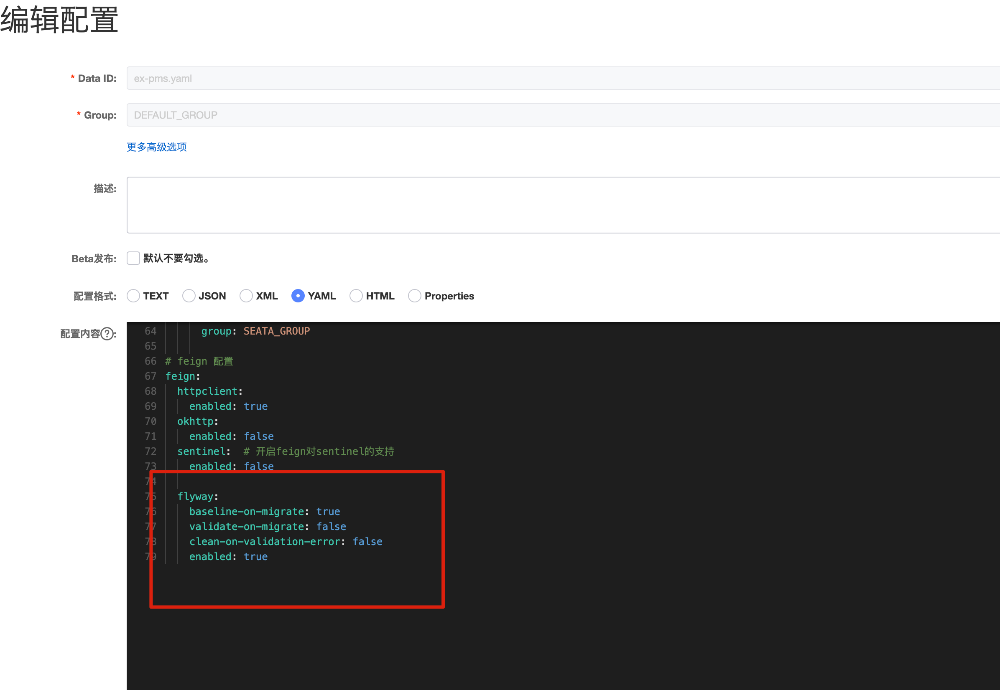 编辑配置
* Data ID: ex-pms.yaml
* Group: DEFAULT_GROUP
更多高级选项
描述:
Beta发布: 默认不要勾选。
配置格式: TEXT JSON XML YAML HTML Properties
配置内容?:
64 group: SEATA_GROUP
65
66 # feign 配置
67 feign:
68 httpclient:
69 enabled: true
70 okhttp:
71 enabled: false
72 sentinel: # 开启feign对sentinel的支持
73 enabled: false
74
75 flyway:
76 baseline-on-migrate: true
77 validate-on-migrate: false
78 clean-on-validation-error: false
79 enabled: true